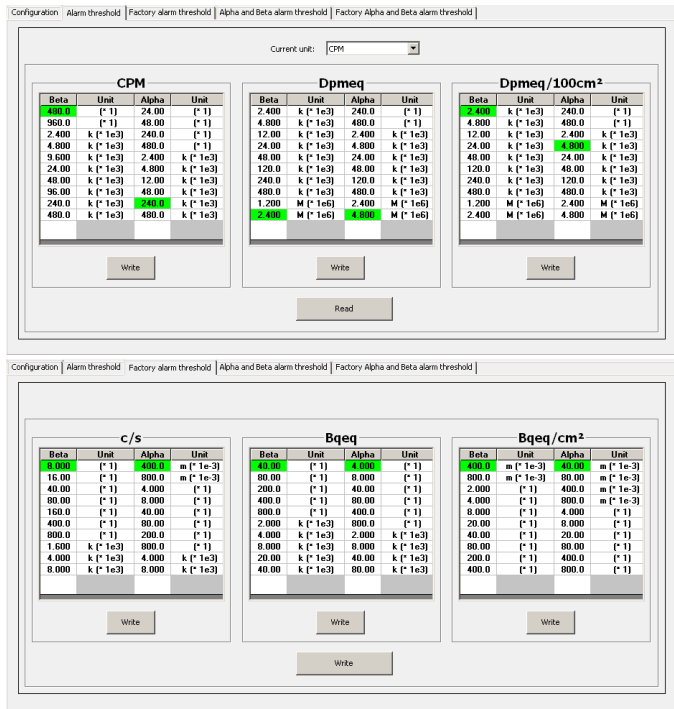 Configuration Alarm threshold Factory alarm threshold Alpha and Beta alarm threshold Factory Alpha and Beta alarm threshold
Current unit: CPM
CPM Dpmeq Dpmeq/100cm²
Beta Unit Alpha Unit Beta Unit Alpha Unit Beta Unit Alpha Unit
480.0 (* 1) 24.00 (* 1) 2.400 k (* 1e3) 240.0 (* 1) 2.400 k (* 1e3) 240.0 (* 1)
960.0 (* 1) 48.00 (* 1) 4.800 k (* 1e3) 480.0 (* 1) 4.800 k (* 1e3) 480.0 (* 1)
2.400 k (* 1e3) 240.0 (* 1) 12.00 k (* 1e3) 2.400 k (* 1e3) 12.00 k (* 1e3) 2.400 k (* 1e3)
4.800 k (* 1e3) 480.0 (* 1) 24.00 k (* 1e3) 4.800 k (* 1e3) 24.00 k (* 1e3) 4.800 k (* 1e3)
9.600 k (* 1e3) 2.400 k (* 1e3) 48.00 k (* 1e3) 24.00 k (* 1e3) 48.00 k (* 1e3) 24.00 k (* 1e3)
24.00 k (* 1e3) 4.800 k (* 1e3) 120.0 k (* 1e3) 48.00 k (* 1e3) 120.0 k (* 1e3) 48.00 k (* 1e3)
48.00 k (* 1e3) 12.00 k (* 1e3) 240.0 k (* 1e3) 120.0 k (* 1e3) 240.0 k (* 1e3) 120.0 k (* 1e3)
96.00 k (* 1e3) 48.00 k (* 1e3) 480.0 k (* 1e3) 480.0 k (* 1e3) 480.0 k (* 1e3) 480.0 k (* 1e3)
240.0 k (* 1e3) 240.0 k (* 1e3) 1.200 M (* 1e6) 2.400 M (* 1e6) 1.200 M (* 1e6) 2.400 M (* 1e6)
480.0 k (* 1e3) 480.0 k (* 1e3) 2.400 M (* 1e6) 4.800 M (* 1e6) 2.400 M (* 1e6) 4.800 M (* 1e6)
Write Write Write
Read
Configuration Alarm threshold Factory alarm threshold Alpha and Beta alarm threshold Factory Alpha and Beta alarm threshold
c/s Bqeq Bqeq/cm²
Beta Unit Alpha Unit Beta Unit Alpha Unit Beta Unit Alpha Unit
8.000 (* 1) 400.0 m (* 1e-3) 40.00 (* 1) 4.000 (* 1) 400.0 m (* 1e-3) 40.00 m (* 1e-3)
16.00 (* 1) 800.0 m (* 1e-3) 80.00 (* 1) 8.000 (* 1) 800.0 m (* 1e-3) 80.00 m (* 1e-3)
40.00 (* 1) 4.000 (* 1) 200.0 (* 1) 40.00 (* 1) 2.000 (* 1) 400.0 m (* 1e-3)
80.00 (* 1) 8.000 (* 1) 400.0 (* 1) 80.00 (* 1) 4.000 (* 1) 800.0 m (* 1e-3)
160.0 (* 1) 40.00 (* 1) 800.0 (* 1) 400.0 (* 1) 8.000 (* 1) 4.000 (* 1)
400.0 (* 1) 80.00 (* 1) 2.000 k (* 1e3) 800.0 (* 1) 20.00 (* 1) 8.000 (* 1)
800.0 (* 1) 200.0 (* 1) 4.000 k (* 1e3) 2.000 k (* 1e3) 40.00 (* 1) 20.00 (* 1)
1.600 k (* 1e3) 800.0 (* 1) 8.000 k (* 1e3) 8.000 k (* 1e3) 80.00 (* 1) 80.00 (* 1)
4.000 k (* 1e3) 4.000 k (* 1e3) 20.00 k (* 1e3) 40.00 k (* 1e3) 200.0 (* 1) 400.0 (* 1)
8.000 k (* 1e3) 8.000 k (* 1e3) 40.00 k (* 1e3) 80.00 k (* 1e3) 400.0 (* 1) 800.0 (* 1)
Write Write Write
Write